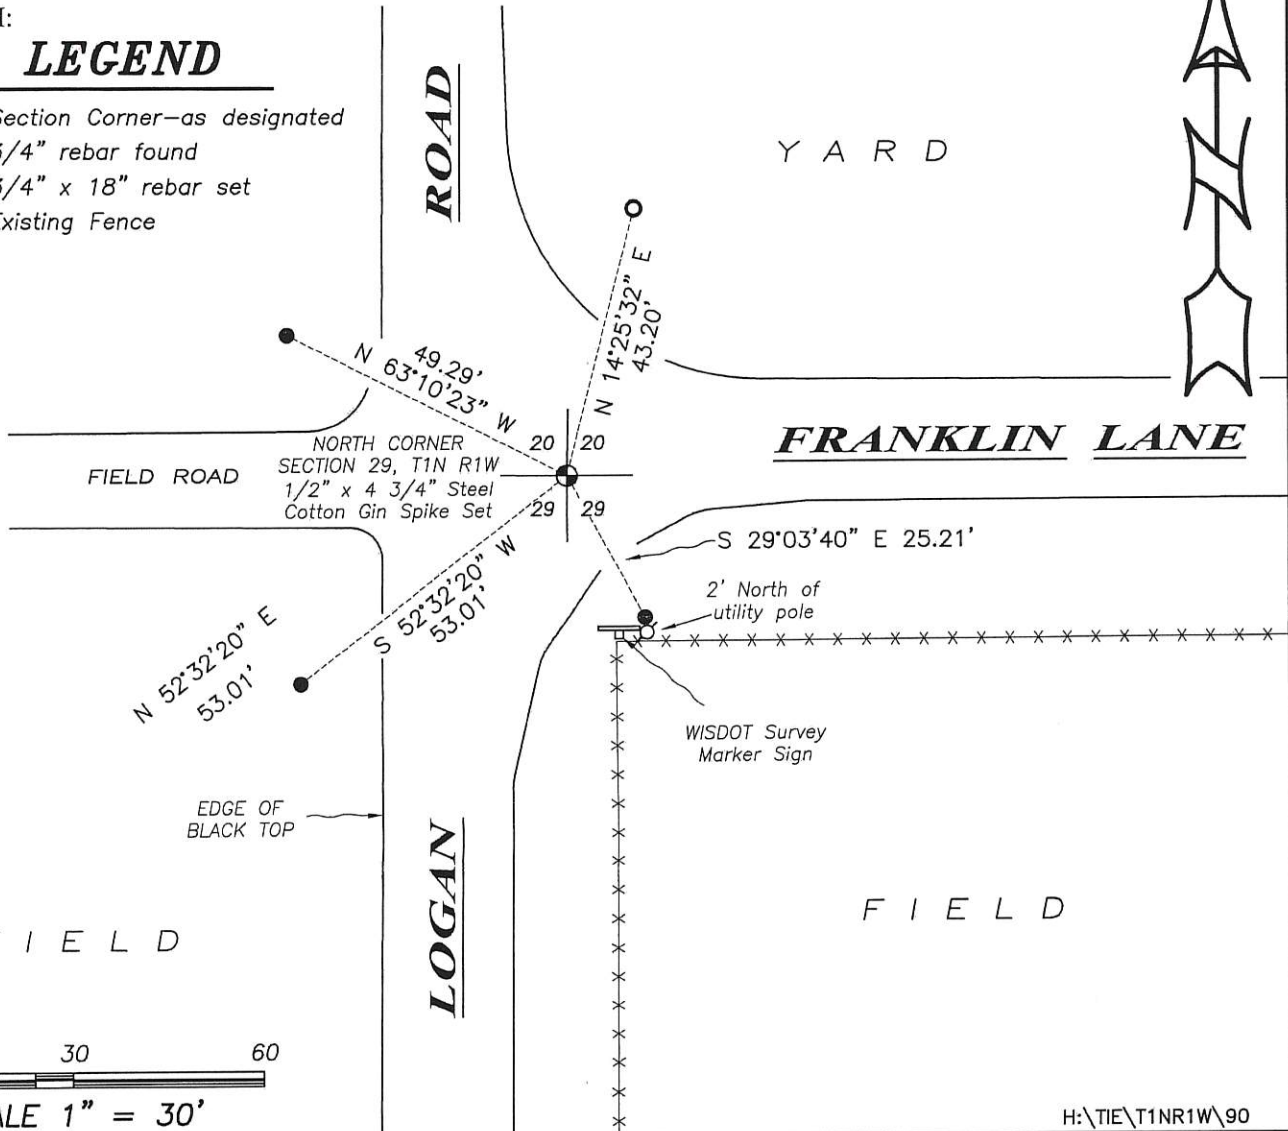 LEGEND
Section Corner-as designated
3/4" rebar found
3/4" x 18" rebar set
Existing Fence
ROAD
YARD
N 14°25'32" E
43.20'
49.29'
N 63°10'23" W
20 20
NORTH CORNER
SECTION 29, T1N R1W
1/2" x 4 3/4" Steel
Cotton Gin Spike Set
29 29
FIELD ROAD
FRANKLIN LANE
S 29°03'40" E 25.21'
2' North of
utility pole
S 52°32'20" W
53.01'
N 52°32'20" E
53.01'
WISDOT Survey
Marker Sign
EDGE OF
BLACK TOP
LOGAN
FIELD
FIELD
30 60
SCALE 1" = 30'
H:\TIE\T1NR1W\90